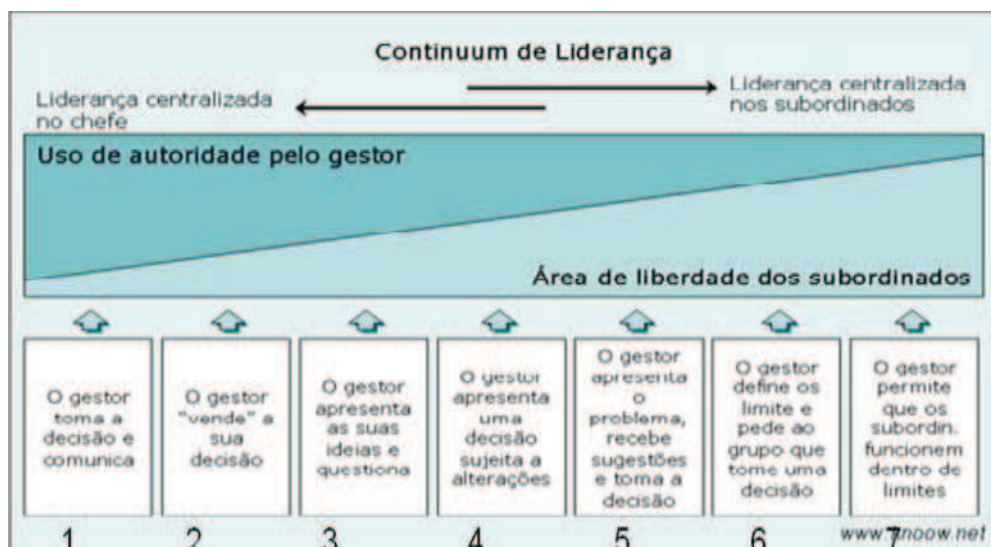 Continuum de Liderança
Liderança centralizada
no chefe
Liderança centralizada
nos subordinados
Uso de autoridade pelo gestor
Área de liberdade dos subordinados
O gestor
toma a
decisão e
comunica
O gestor
"vende" a
sua
decisão
O gestor
apresenta
as suas
ideias e
questiona
O gestor
apresenta
uma
decisão
sujeita a
alterações
O gestor
apresenta
o
problema,
recebe
sugestões
e toma a
decisão
O gestor
define os
limite e
pede ao
grupo que
tome uma
decisão
O gestor
permite
que os
subordin.
funcionem
dentro de
limites
1
2
3
4
5
6
7
www.knoow.net